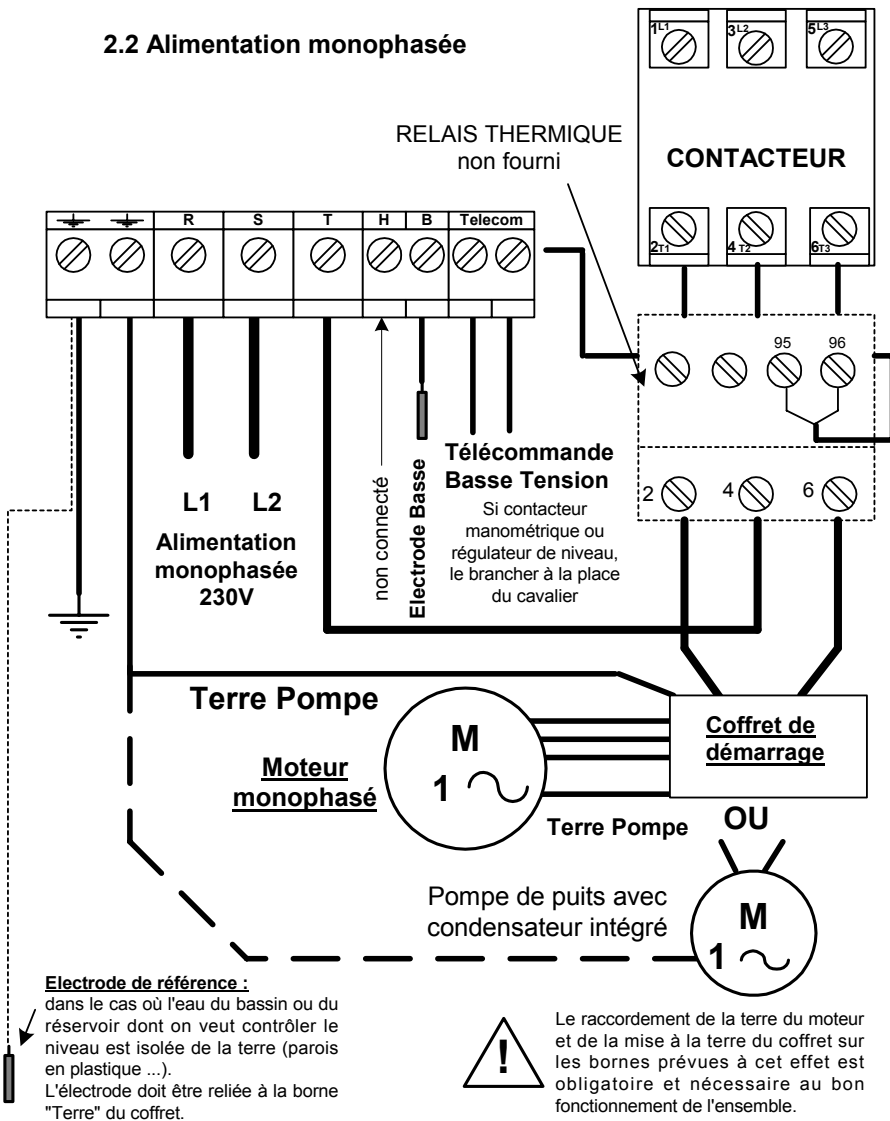 2.2 Alimentation monophasée
1L1 3L2 5L3
RELAIS THERMIQUE
non fourni
CONTACTEUR
2T1 4 T2 6T3
R S T H B Telecom
95 96
2 4 6
L1 L2
Alimentation
monophasée
230V
non connecté
Electrode Basse
Télécommande
Basse Tension
Si contacteur
manométrique ou
régulateur de niveau,
le brancher à la place
du cavalier
Terre Pompe
Moteur
monophasé
M
1
Coffret de
démarrage
Terre Pompe
OU
Pompe de puits avec
condensateur intégré
M
1
Electrode de référence :
dans le cas où l'eau du bassin ou du
réservoir dont on veut contrôler le
niveau est isolée de la terre (parois
en plastique ...).
L'électrode doit être reliée à la borne
"Terre" du coffret.
!
Le raccordement de la terre du moteur
et de la mise à la terre du coffret sur
les bornes prévues à cet effet est
obligatoire et nécessaire au bon
fonctionnement de l'ensemble.